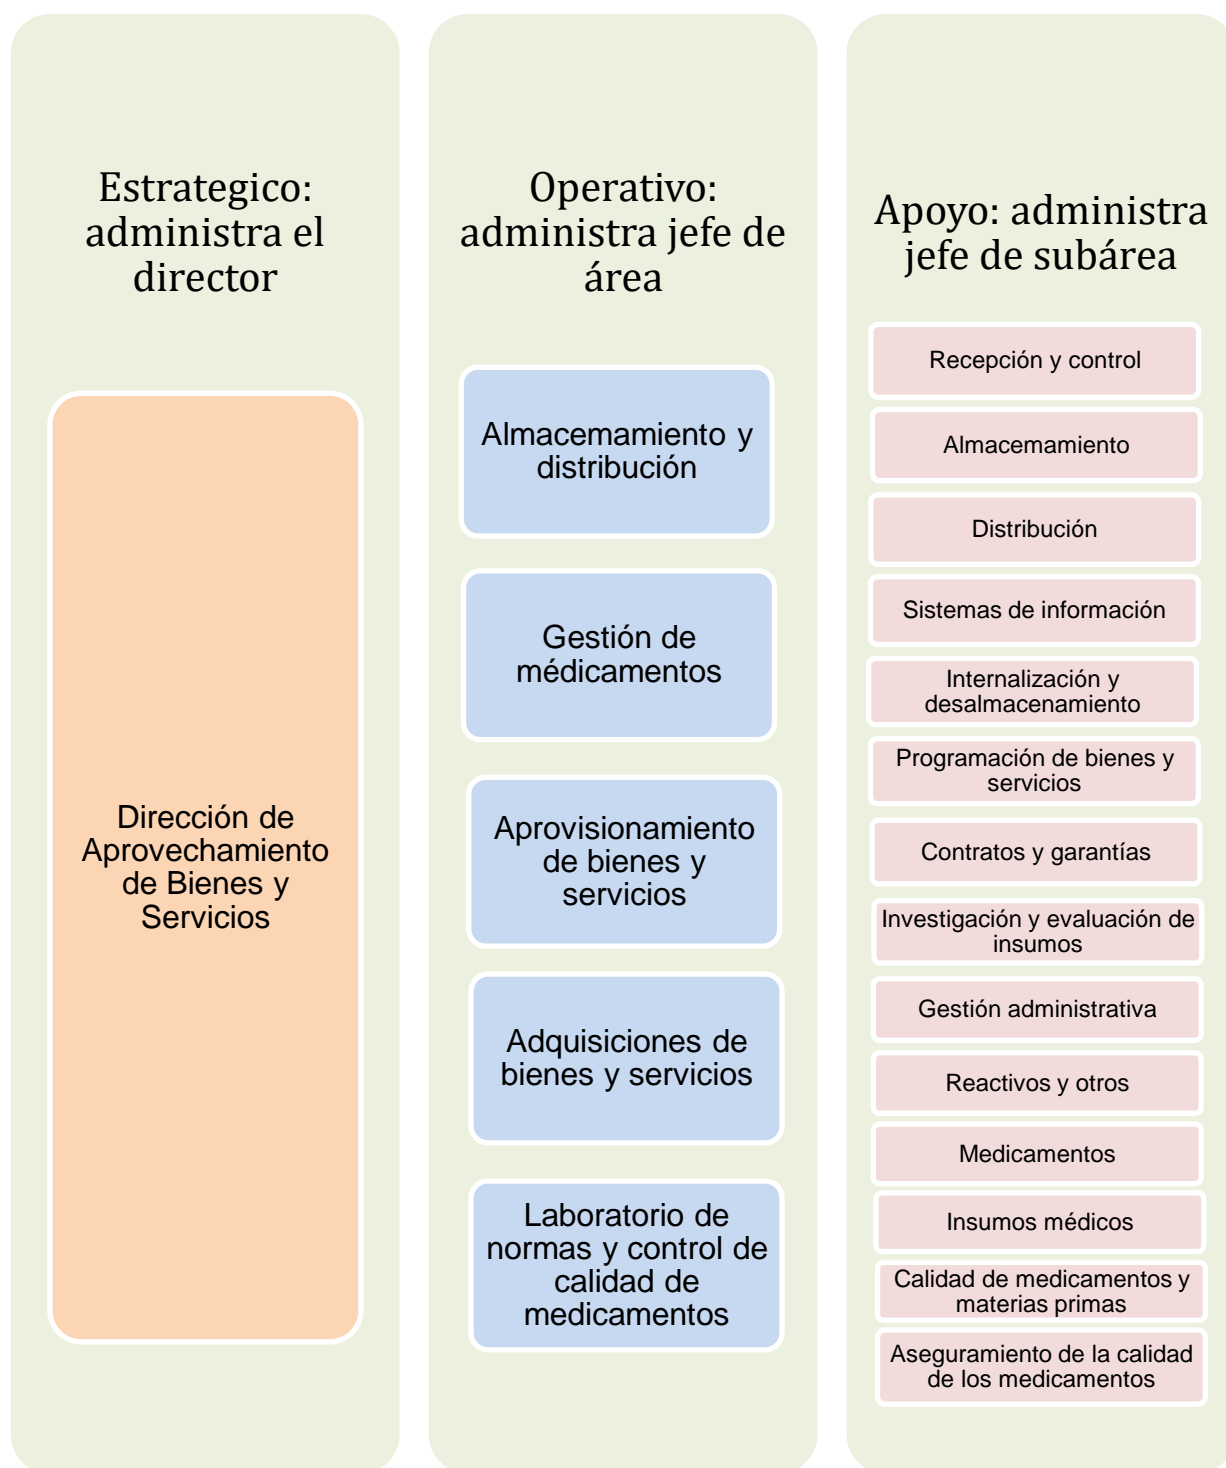 Estrategico:
administra el
director
Dirección de
Aprovechamiento
de Bienes y
Servicios
Operativo:
administra jefe de
área
Almacemamiento y
distribución
Gestión de
médicamentos
Aprovisionamiento
de bienes y
servicios
Adquisiciones de
bienes y servicios
Laboratorio de
normas y control de
calidad de
medicamentos
Apoyo: administra
jefe de subárea
Recepción y control
Almacemamiento
Distribución
Sistemas de información
Internalización y
desalmacenamiento
Programación de bienes y
servicios
Contratos y garantías
Investigación y evaluación de
insumos
Gestión administrativa
Reactivos y otros
Medicamentos
Insumos médicos
Calidad de medicamentos y
materias primas
Aseguramiento de la calidad
de los medicamentos